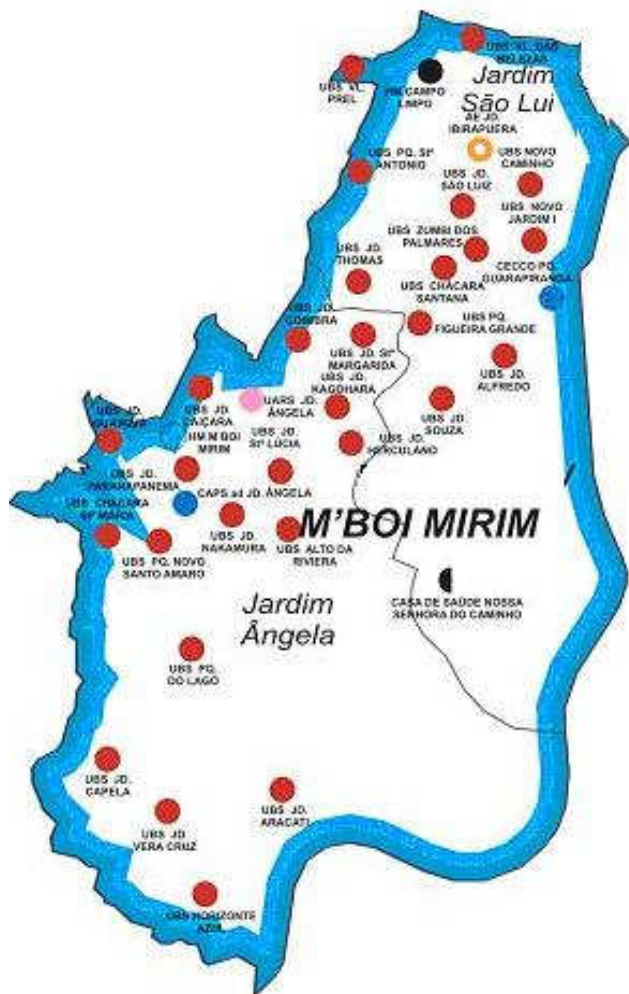 UBS VL. DAS
BELEZAS
Jardim
São Lui
UBS VL.
PREL
HM CAMPO
LIMPO
AE JD.
IBIRAPUERA
UBS NOVO
CAMINHO
UBS PQ. Stº
ANTONIO
UBS JD.
SÃO LUIZ
UBS NOVO
JARDIM I
UBS ZUMBI DOS
PALMARES
UBS JD.
THOMAS
CECCO PQ.
GUARAPIRANGA
UBS CHÁCARA
SANTANA
UBS JD.
COIMBRA
UBS PQ.
FIGUEIRA GRANDE
UBS JD. Stª
MARGARIDA
UBS JD.
KAGOHARA
UBS JD.
ALFREDO
UBS JD.
CAIÇARA
UARS JD.
ÂNGELA
UBS JD.
SOUZA
UBS JD.
HM M BOI
MIRIM
UBS JD.
Stª LÚCIA
UBS JD.
HERCULANO
UBS JD.
PARANAPANEMA
UBS CHÁCARA
Stª MARIA
CAPS ad JD. ÂNGELA
M'BOI MIRIM
UBS PQ. NOVO
SANTO AMARO
UBS JD.
NAKAMURA
UBS ALTO DA
RIVIERA
CASA DE SAÚDE NOSSA
SENHORA DO CAMINHO
Jardim
Ângela
UBS PQ.
DO LAGO
UBS JD.
CAPELA
UBS JD.
ARACATI
UBS JD
VERA CRUZ
UBS HORIZONTE
AZUL